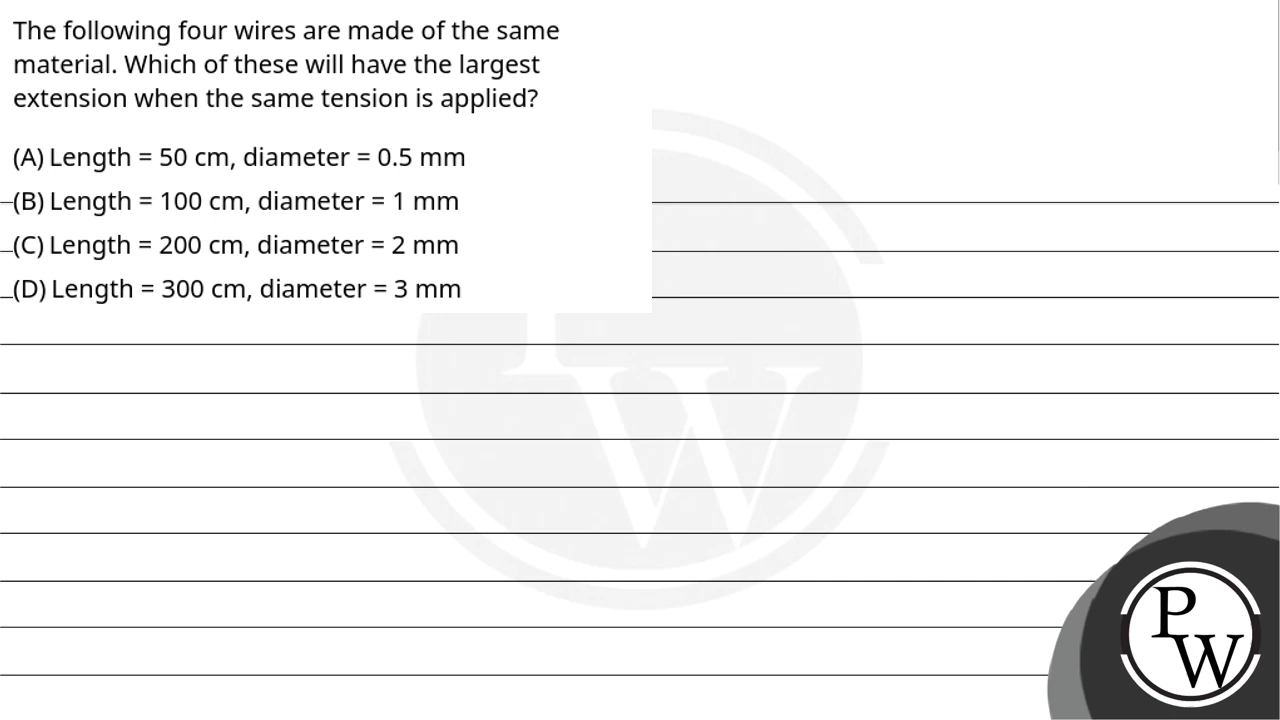 The following four wires are made of the same
material. Which of these will have the largest
extension when the same tension is applied?
(A) Length = 50 cm, diameter = 0.5 mm
(B) Length = 100 cm, diameter = 1 mm
(C) Length = 200 cm, diameter = 2 mm
(D) Length = 300 cm, diameter = 3 mm
PW